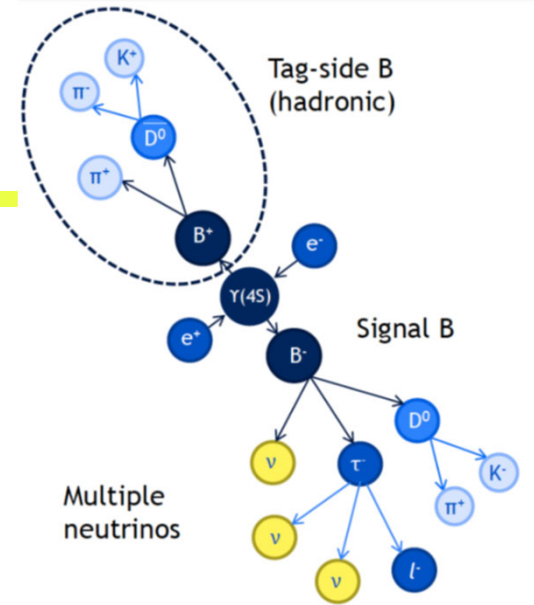 K⁺
π⁻
D̅⁰
π⁺
Tag-side B
(hadronic)
B⁺
e⁻
ϒ(4S)
e⁺
B⁻
Signal B
ν
τ⁻
D⁰
K⁻
π⁺
Multiple
neutrinos
ν
ν
l⁻